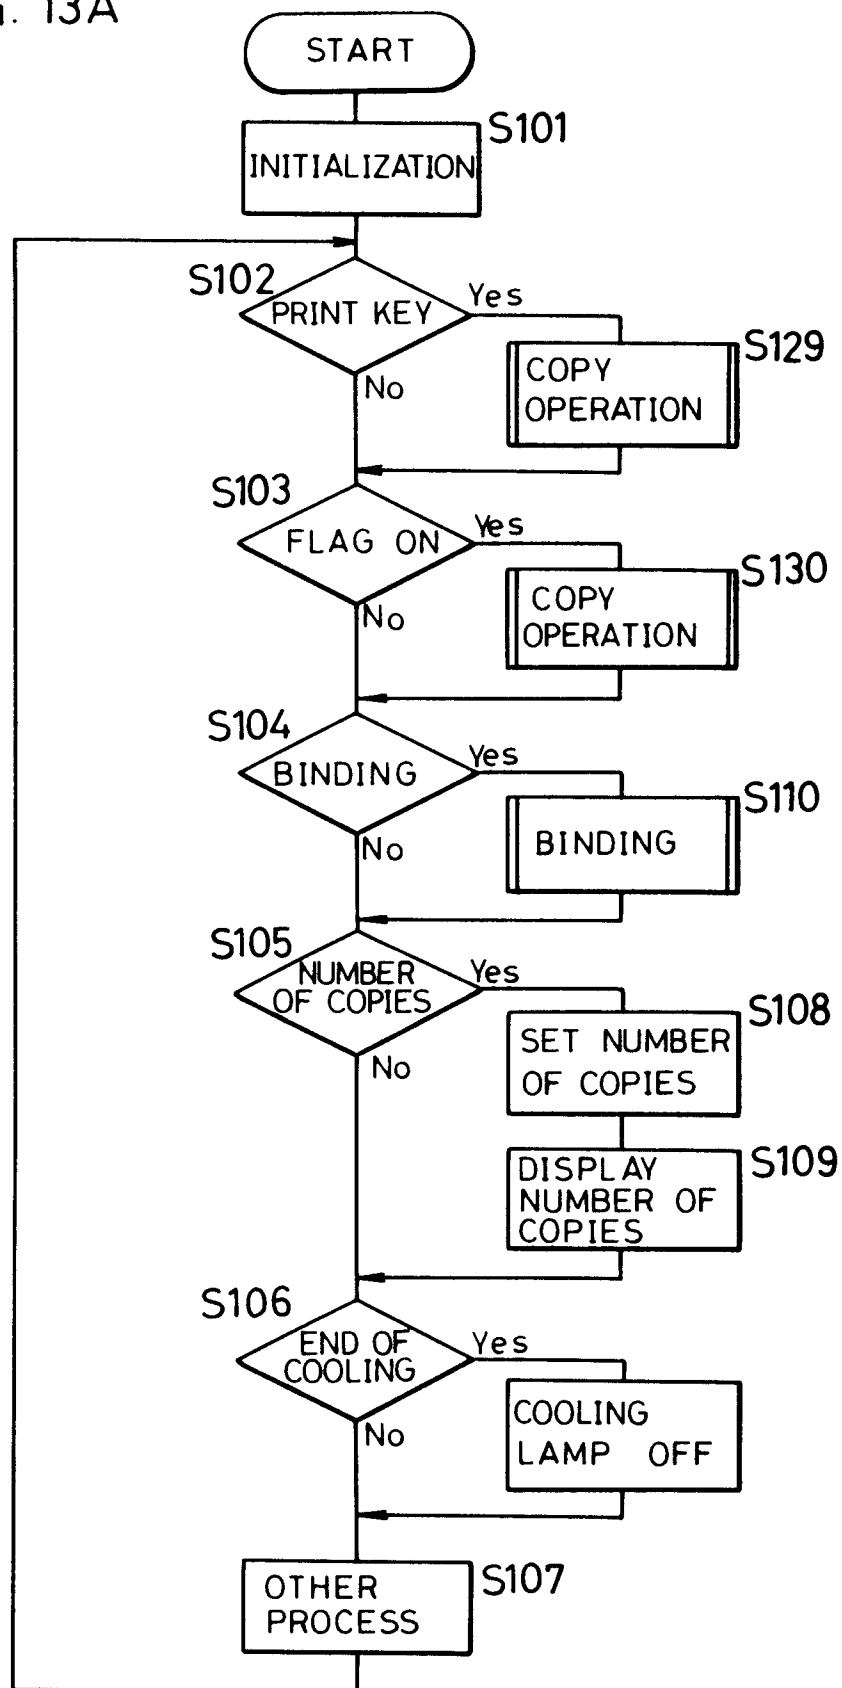 13A
START
S101
INITIALIZATION
S102
PRINT KEY
Yes
No
S129
COPY
OPERATION
S103
FLAG ON
Yes
No
S130
COPY
OPERATION
S104
BINDING
Yes
No
S110
BINDING
S105
NUMBER
OF COPIES
Yes
No
S108
SET NUMBER
OF COPIES
S109
DISPLAY
NUMBER OF
COPIES
S106
END OF
COOLING
Yes
No
COOLING
LAMP OFF
S107
OTHER
PROCESS